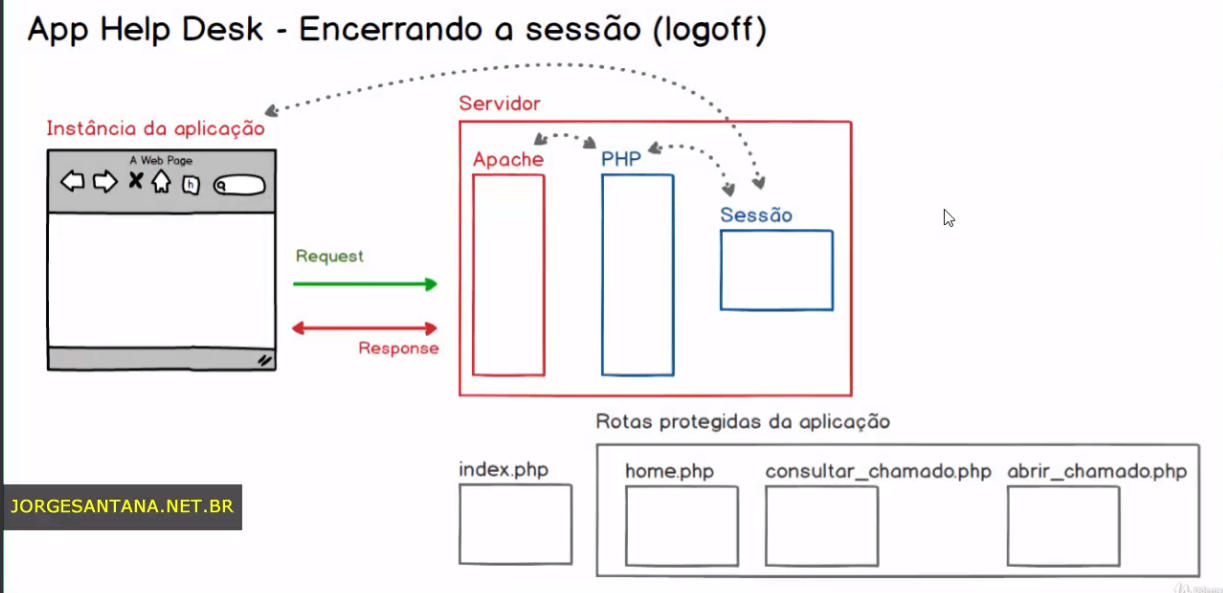 App Help Desk - Encerrando a sessão (logoff)
Servidor
Instância da aplicação
A Web Page
h
Apache
PHP
Sessão
Request
Response
Rotas protegidas da aplicação
index.php
home.php
consultar_chamado.php
abrir_chamado.php
JORGESANTANA.NET.BR